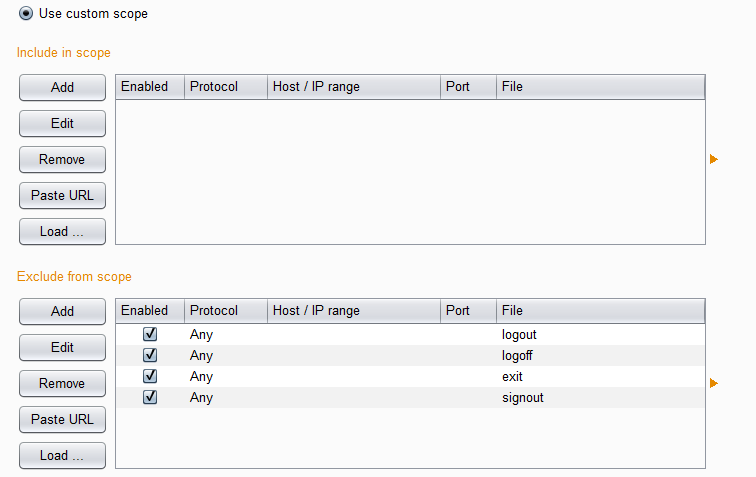 Use custom scope
Include in scope
Add
Edit
Remove
Paste URL
Load ...
Enabled Protocol Host / IP range Port File
Exclude from scope
Add
Edit
Remove
Paste URL
Load ...
Enabled Protocol Host / IP range Port File
Any logout
Any logoff
Any exit
Any signout